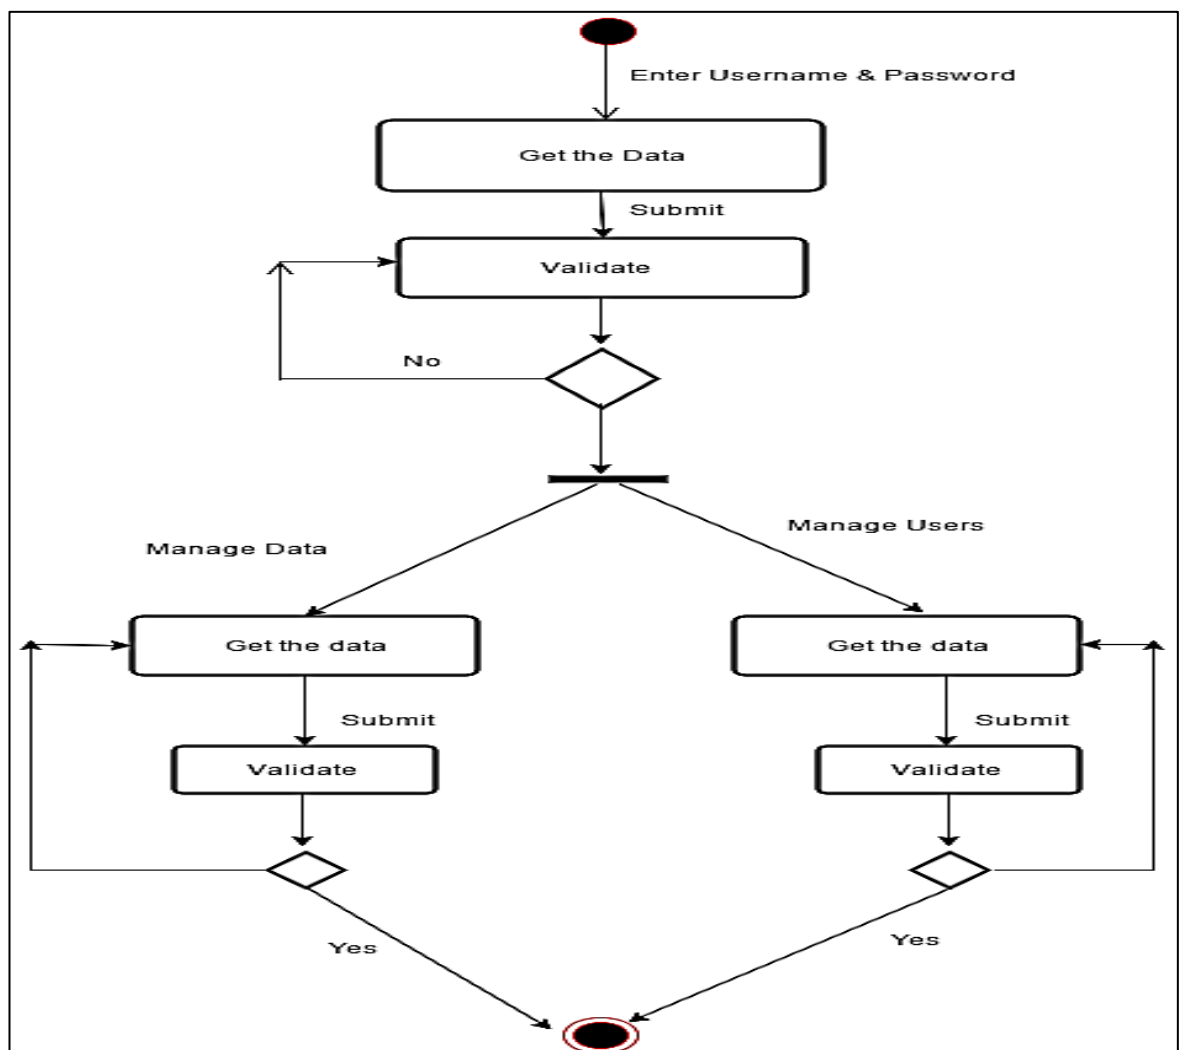 Enter Username & Password
Get the Data
Submit
Validate
No
Manage Users
Manage Data
Get the data
Get the data
Submit
Submit
Validate
Validate
Yes
Yes